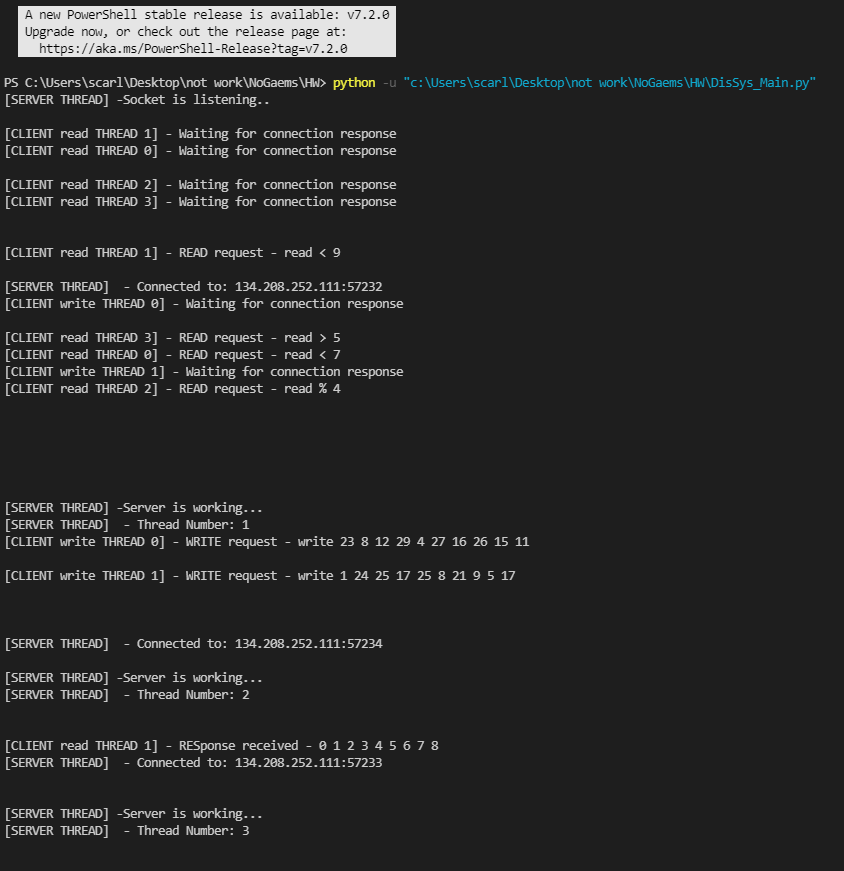 A new PowerShell stable release is available: v7.2.0
Upgrade now, or check out the release page at:
https://aka.ms/PowerShell-Release?tag=v7.2.0
PS C:\Users\scarl\Desktop\not work\NoGaems\HW> python -u "c:\Users\scarl\Desktop\not work\NoGaems\HW\DisSys_Main.py"
[SERVER THREAD] -Socket is listening..
[CLIENT read THREAD 1] - Waiting for connection response
[CLIENT read THREAD 0] - Waiting for connection response
[CLIENT read THREAD 2] - Waiting for connection response
[CLIENT read THREAD 3] - Waiting for connection response
[CLIENT read THREAD 1] - READ request - read < 9
[SERVER THREAD]  - Connected to: 134.208.252.111:57232
[CLIENT write THREAD 0] - Waiting for connection response
[CLIENT read THREAD 3] - READ request - read > 5
[CLIENT read THREAD 0] - READ request - read < 7
[CLIENT write THREAD 1] - Waiting for connection response
[CLIENT read THREAD 2] - READ request - read % 4
[SERVER THREAD] -Server is working...
[SERVER THREAD]  - Thread Number: 1
[CLIENT write THREAD 0] - WRITE request - write 23 8 12 29 4 27 16 26 15 11
[CLIENT write THREAD 1] - WRITE request - write 1 24 25 17 25 8 21 9 5 17
[SERVER THREAD]  - Connected to: 134.208.252.111:57234
[SERVER THREAD] -Server is working...
[SERVER THREAD]  - Thread Number: 2
[CLIENT read THREAD 1] - RESponse received - 0 1 2 3 4 5 6 7 8
[SERVER THREAD]  - Connected to: 134.208.252.111:57233
[SERVER THREAD] -Server is working...
[SERVER THREAD]  - Thread Number: 3